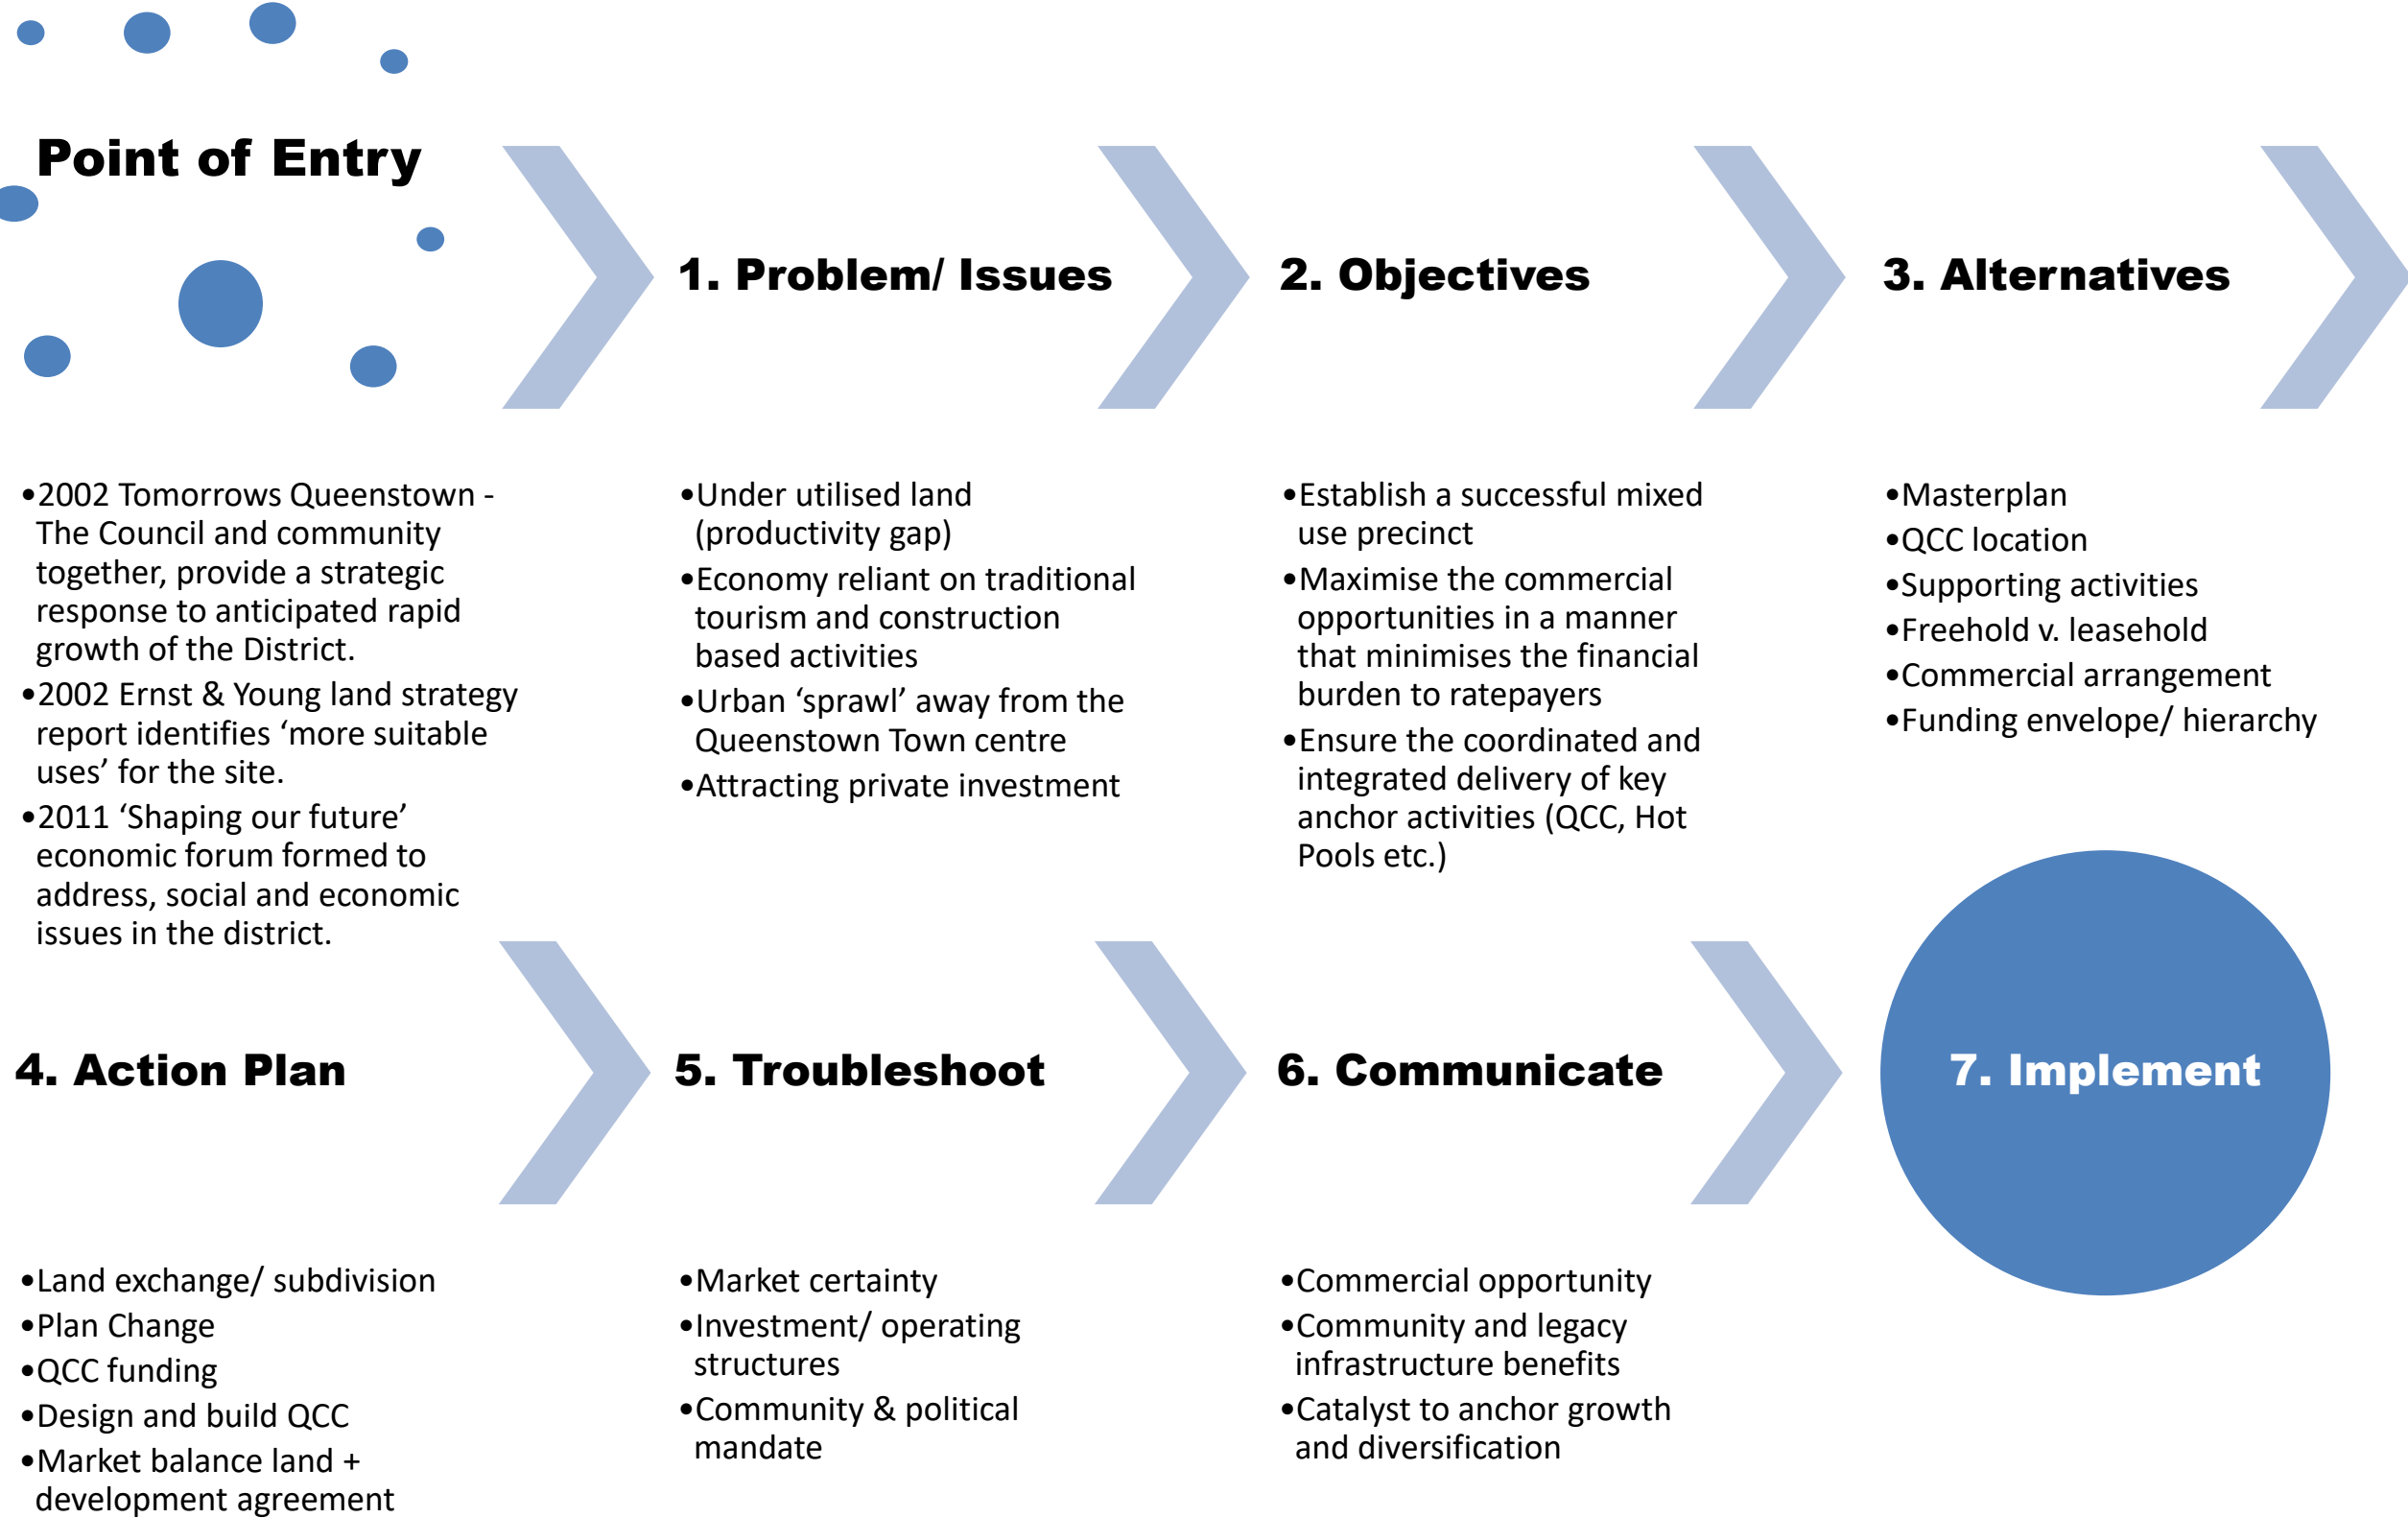 Point of Entry
•2002 Tomorrows Queenstown -
The Council and community
together, provide a strategic
response to anticipated rapid
growth of the District.
•2002 Ernst & Young land strategy
report identifies ‘more suitable
uses’ for the site.
•2011 ‘Shaping our future’
economic forum formed to
address, social and economic
issues in the district.
1. Problem/ Issues
•Under utilised land
(productivity gap)
•Economy reliant on traditional
tourism and construction
based activities
•Urban ‘sprawl’ away from the
Queenstown Town centre
•Attracting private investment
2. Objectives
•Establish a successful mixed
use precinct
•Maximise the commercial
opportunities in a manner
that minimises the financial
burden to ratepayers
•Ensure the coordinated and
integrated delivery of key
anchor activities (QCC, Hot
Pools etc.)
3. Alternatives
•Masterplan
•QCC location
•Supporting activities
•Freehold v. leasehold
•Commercial arrangement
•Funding envelope/ hierarchy
4. Action Plan
•Land exchange/ subdivision
•Plan Change
•QCC funding
•Design and build QCC
•Market balance land +
development agreement
5. Troubleshoot
•Market certainty
•Investment/ operating
structures
•Community & political
mandate
6. Communicate
•Commercial opportunity
•Community and legacy
infrastructure benefits
•Catalyst to anchor growth
and diversification
7. Implement